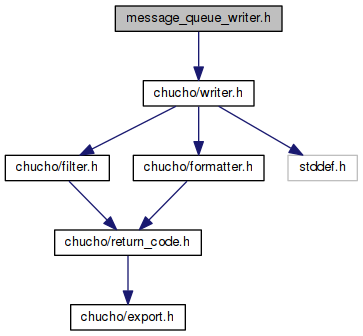 message_queue_writer.h
chucho/writer.h
chucho/filter.h
chucho/formatter.h
stddef.h
chucho/return_code.h
chucho/export.h